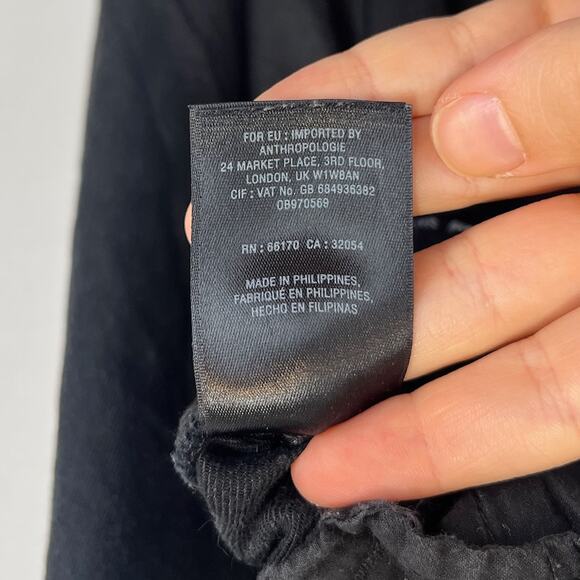 FOR EU : IMPORTED BY
ANTHROPOLOGIE
24 MARKET PLACE, 3RD FLOOR,
LONDON, UK W1W8AN
CIF : VAT No. GB 684936382
OB970569
RN : 66170 CA : 32054
MADE IN PHILIPPINES,
FABRIQUÉ EN PHILIPPINES,
HECHO EN FILIPINAS